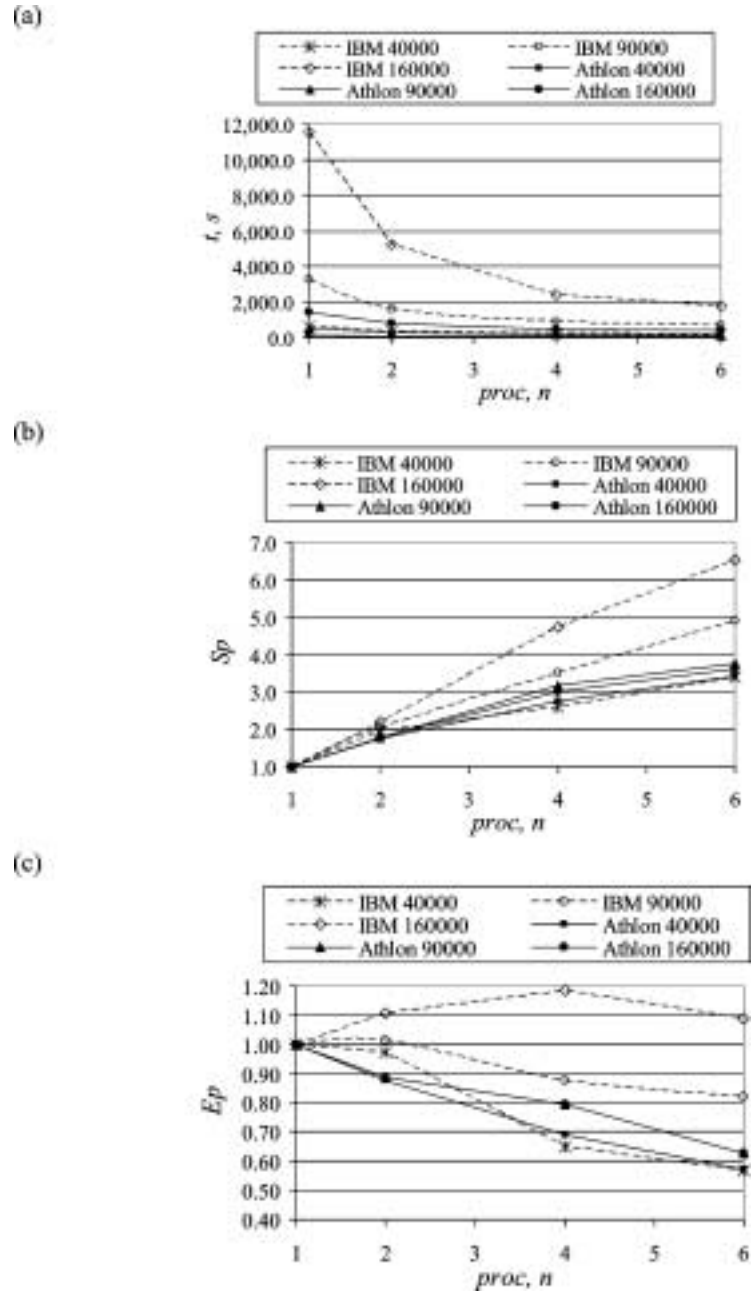 (a)
IBM 40000 IBM 90000
IBM 160000 Athlon 40000
Athlon 90000 Athlon 160000
12,000.0
10,000.0
8,000.0
6,000.0
4,000.0
2,000.0
0.0
t, s
1 2 3 4 5 6
proc, n
(b)
IBM 40000 IBM 90000
IBM 160000 Athlon 40000
Athlon 90000 Athlon 160000
7.0
6.0
5.0
4.0
3.0
2.0
1.0
Sp
1 2 3 4 5 6
proc, n
(c)
IBM 40000 IBM 90000
IBM 160000 Athlon 40000
Athlon 90000 Athlon 160000
1.20
1.10
1.00
0.90
0.80
0.70
0.60
0.50
0.40
Ep
1 2 3 4 5 6
proc, n